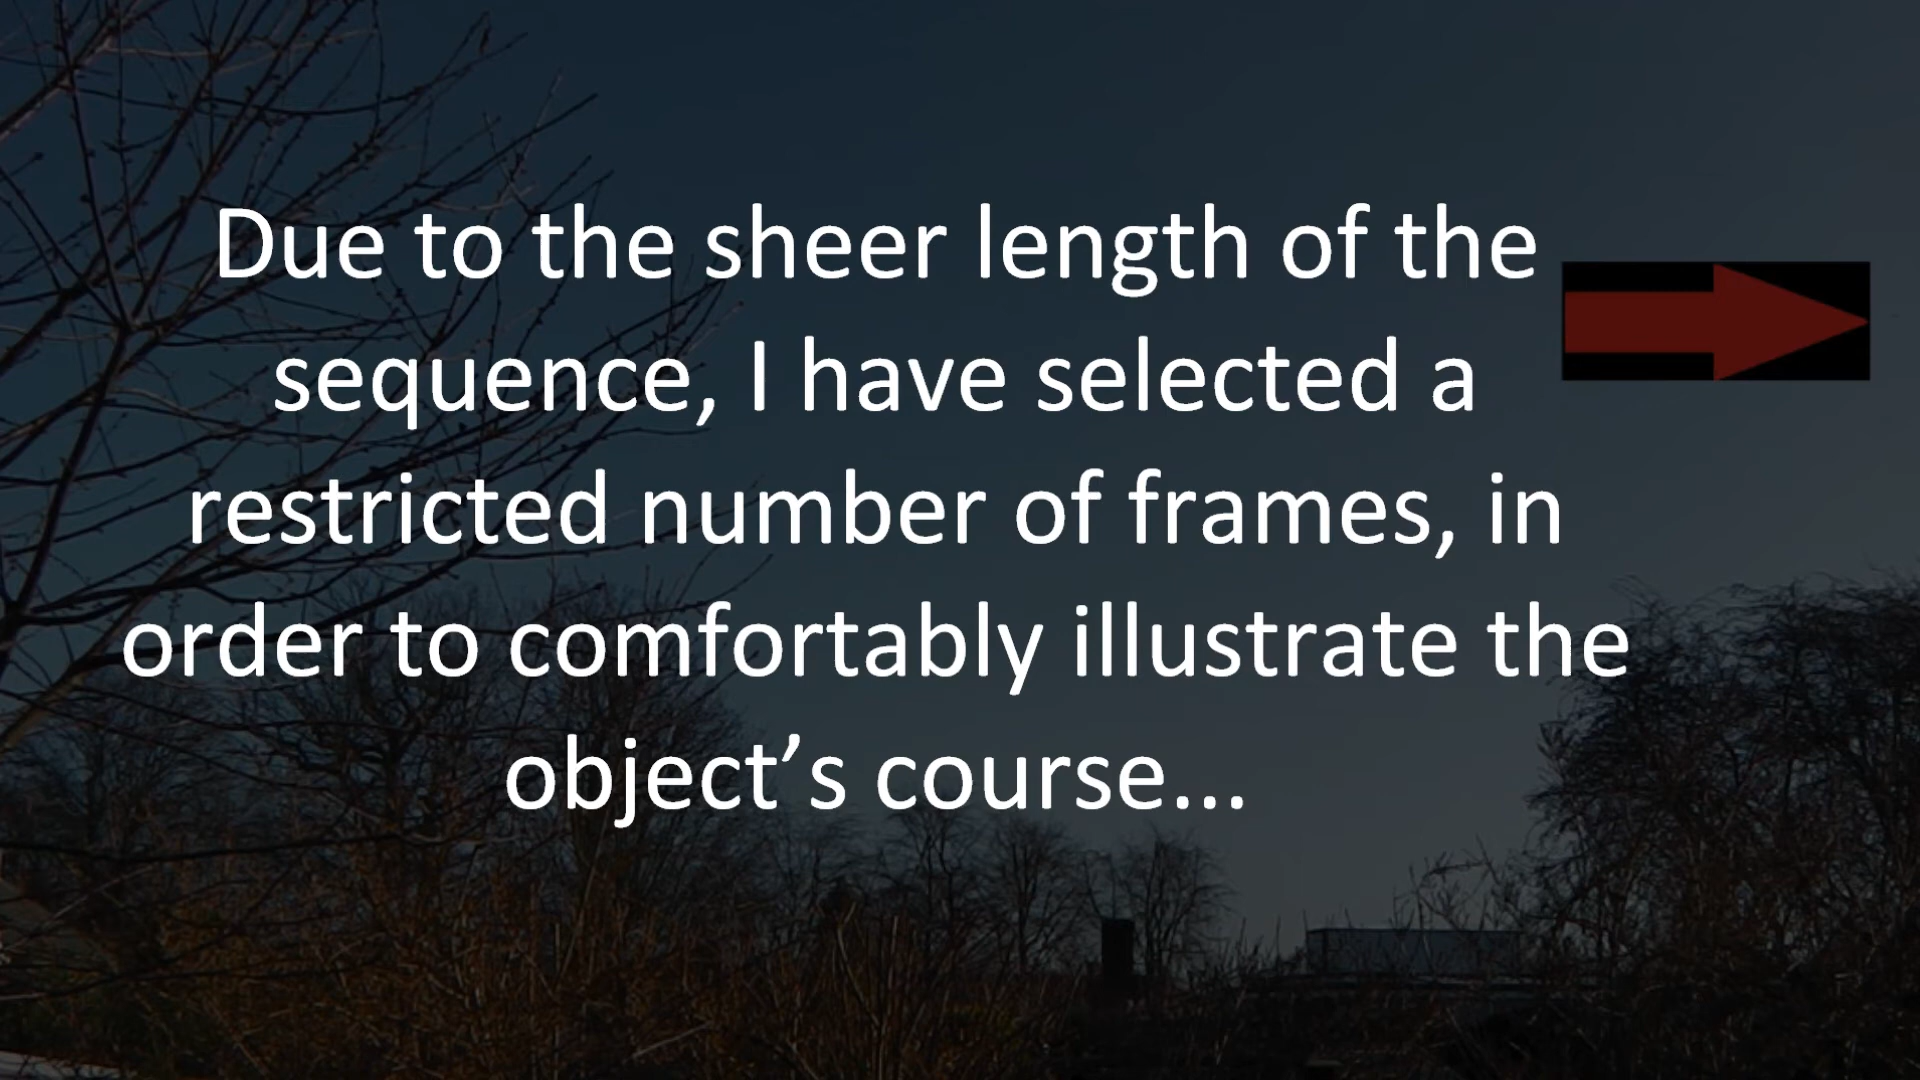 Due to the sheer length of the
sequence, I have selected a
restricted number of frames, in
order to comfortably illustrate the
object’s course...